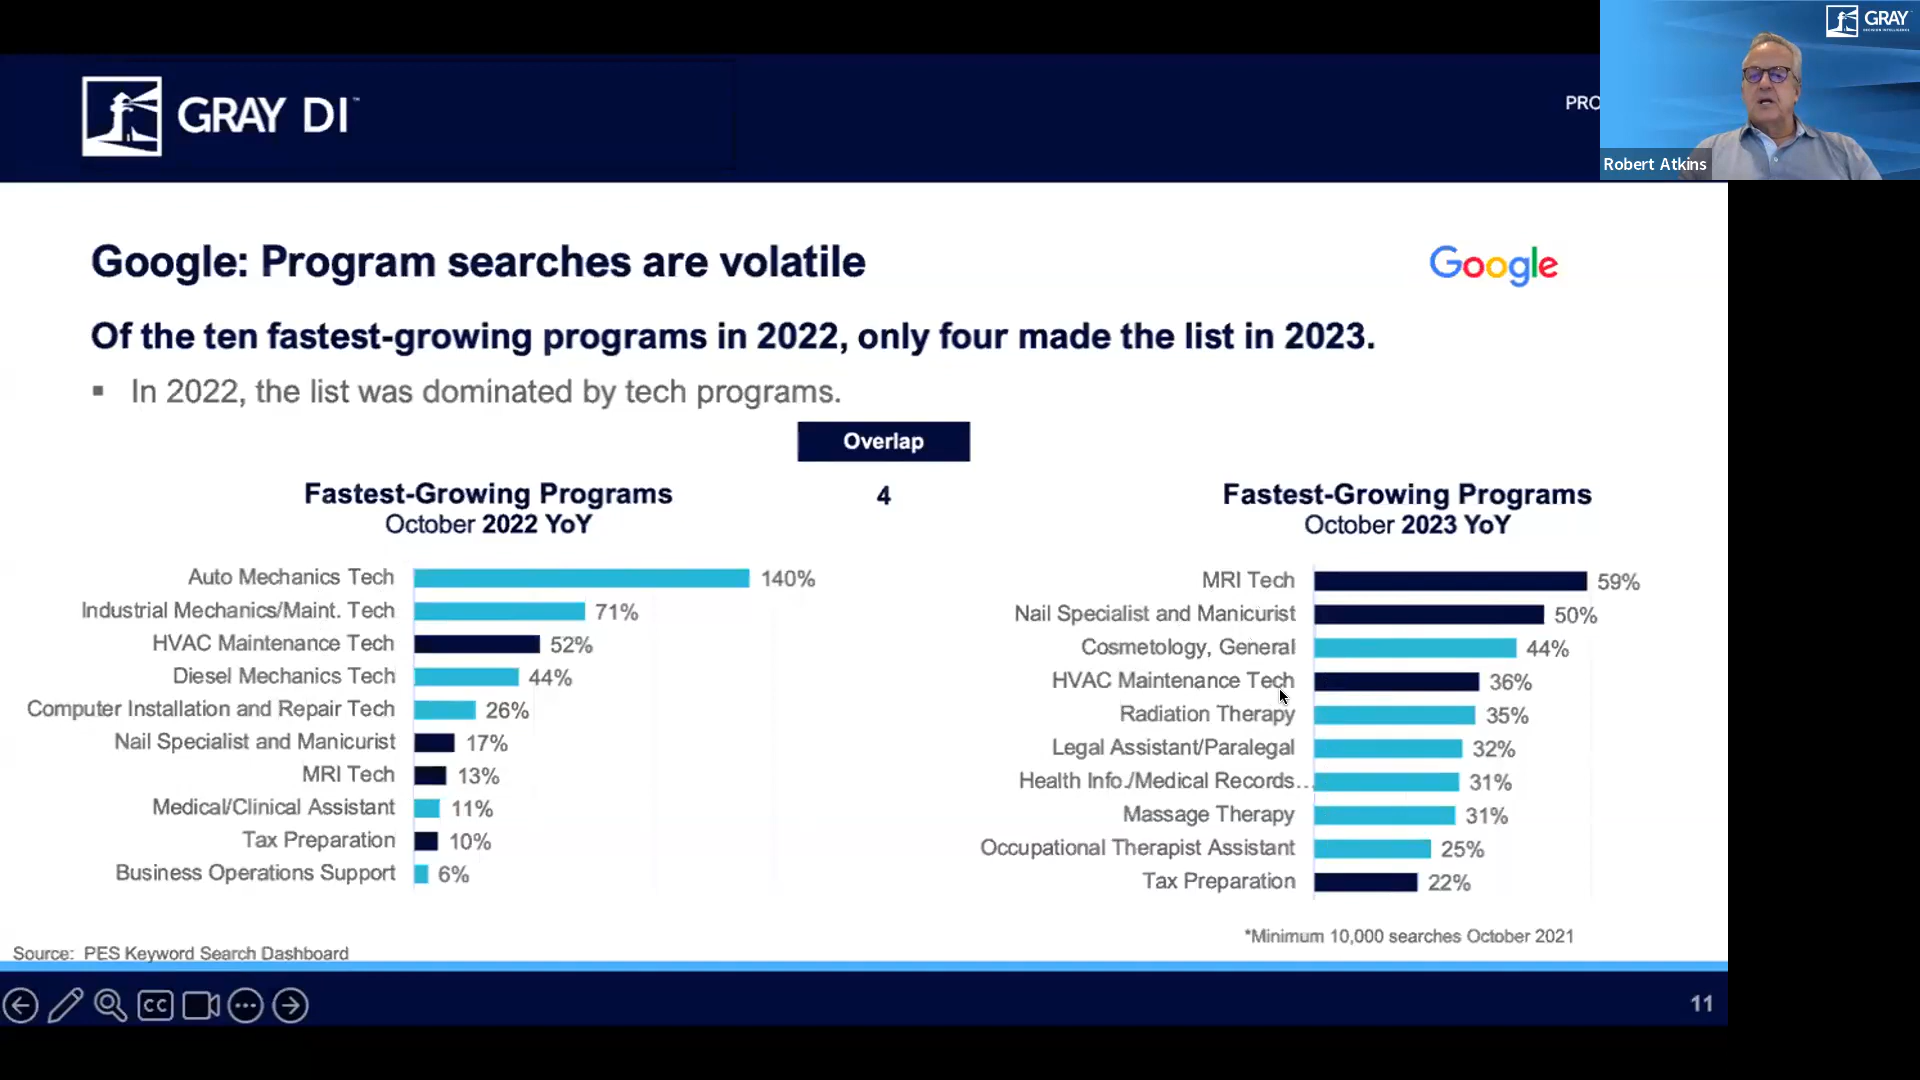 GRAY DI™
PRO
GRAY
Robert Atkins
Google: Program searches are volatile
Google
Of the ten fastest-growing programs in 2022, only four made the list in 2023.
▪ In 2022, the list was dominated by tech programs.
Overlap
4
Fastest-Growing Programs
October 2022 YoY
Auto Mechanics Tech 140%
Industrial Mechanics/Maint. Tech 71%
HVAC Maintenance Tech 52%
Diesel Mechanics Tech 44%
Computer Installation and Repair Tech 26%
Nail Specialist and Manicurist 17%
MRI Tech 13%
Medical/Clinical Assistant 11%
Tax Preparation 10%
Business Operations Support 6%
Fastest-Growing Programs
October 2023 YoY
MRI Tech 59%
Nail Specialist and Manicurist 50%
Cosmetology, General 44%
HVAC Maintenance Tech 36%
Radiation Therapy 35%
Legal Assistant/Paralegal 32%
Health Info./Medical Records... 31%
Massage Therapy 31%
Occupational Therapist Assistant 25%
Tax Preparation 22%
*Minimum 10,000 searches October 2021
Source: PES Keyword Search Dashboard
CC
11